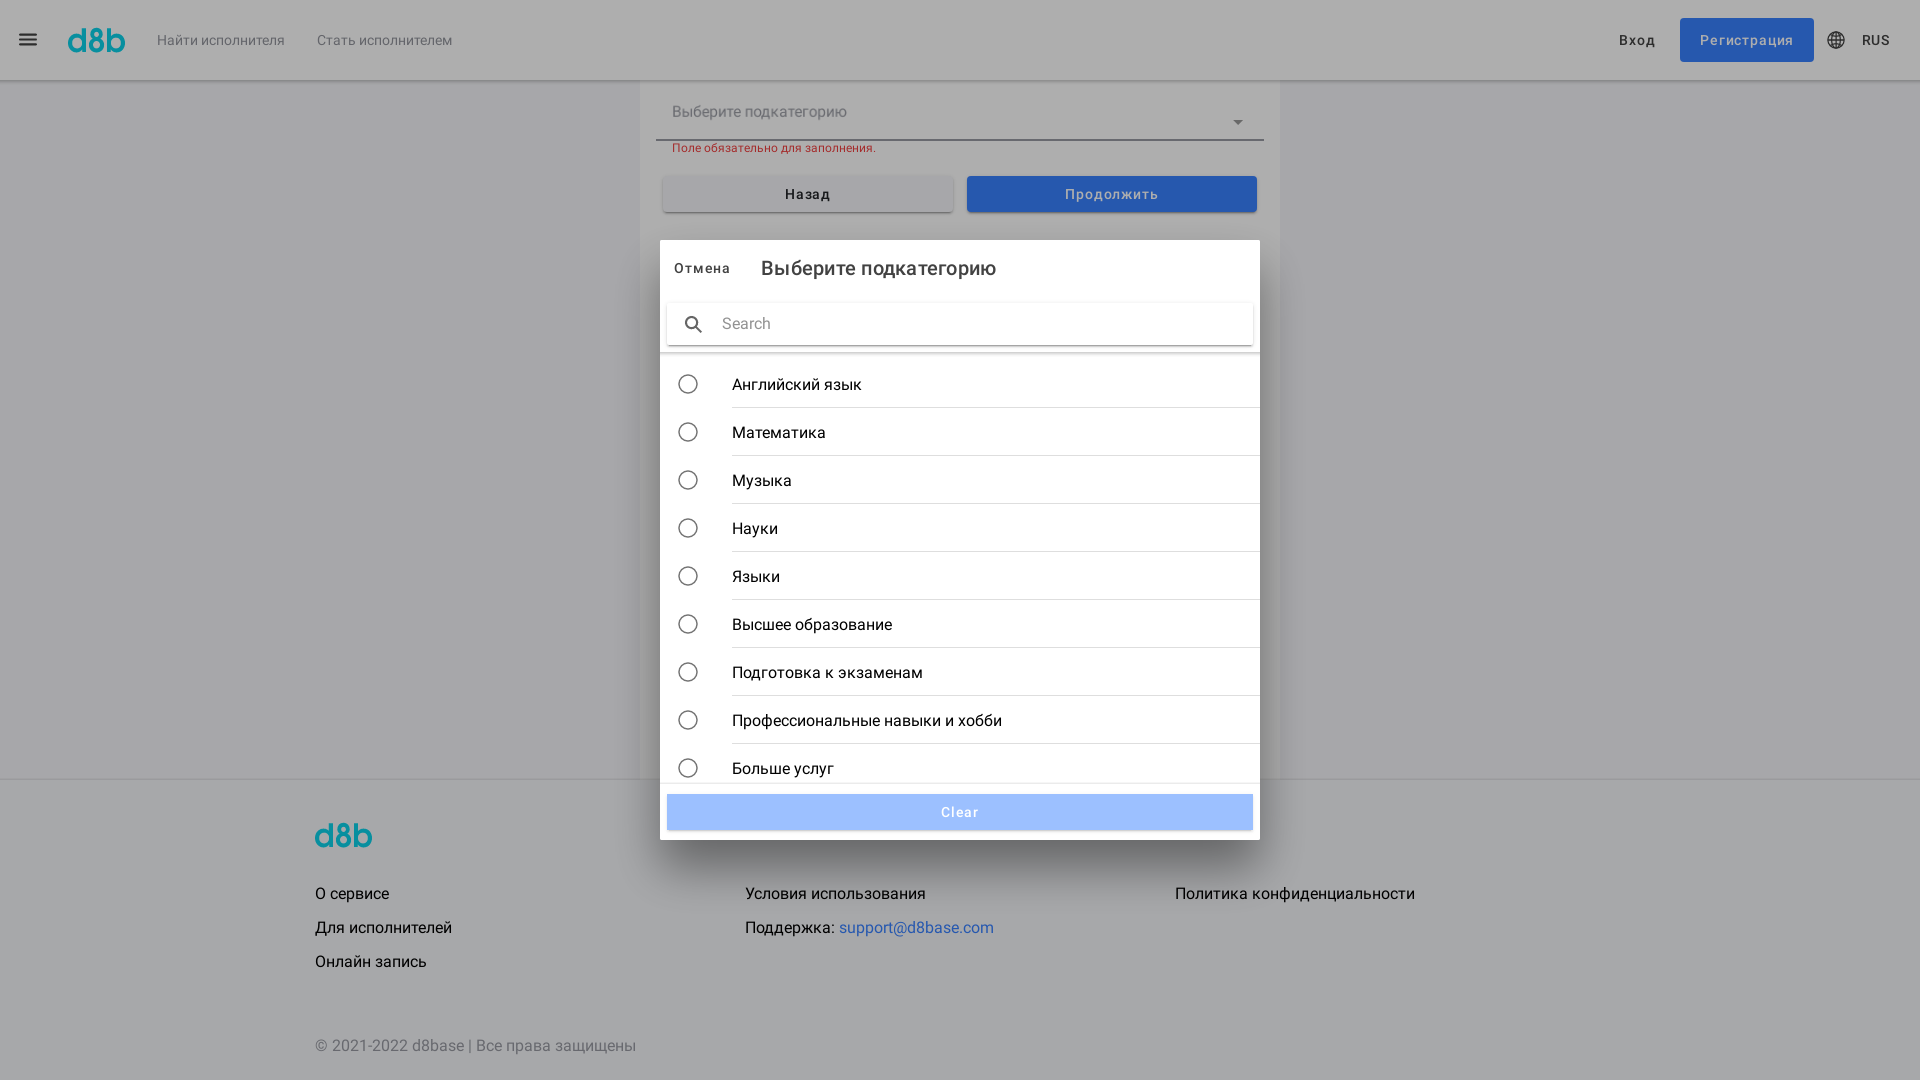 d8b
Найти исполнителя
Стать исполнителем
Вход
Регистрация
RUS
Выберите подкатегорию
Поле обязательно для заполнения.
Назад
Продолжить
Отмена
Выберите подкатегорию
Search
Английский язык
Математика
Музыка
Науки
Языки
Высшее образование
Подготовка к экзаменам
Профессиональные навыки и хобби
Больше услуг
Clear
d8b
О сервисе
Для исполнителей
Онлайн запись
Условия использования
Поддержка: support@d8base.com
Политика конфиденциальности
© 2021-2022 d8base | Все права защищены